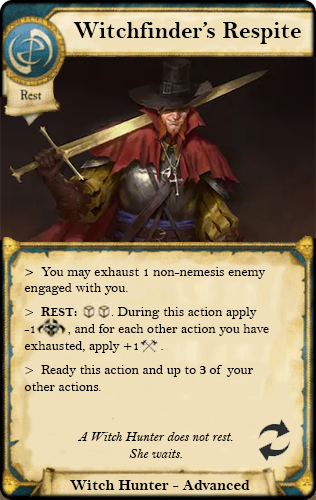 Witchfinder's Respite
Rest
> You may exhaust 1 non-nemesis enemy
engaged with you.
> REST: . During this action apply
-1 , and for each other action you have
exhausted, apply +1 .
> Ready this action and up to 3 of your
other actions.
A Witch Hunter does not rest.
She waits.
Witch Hunter - Advanced